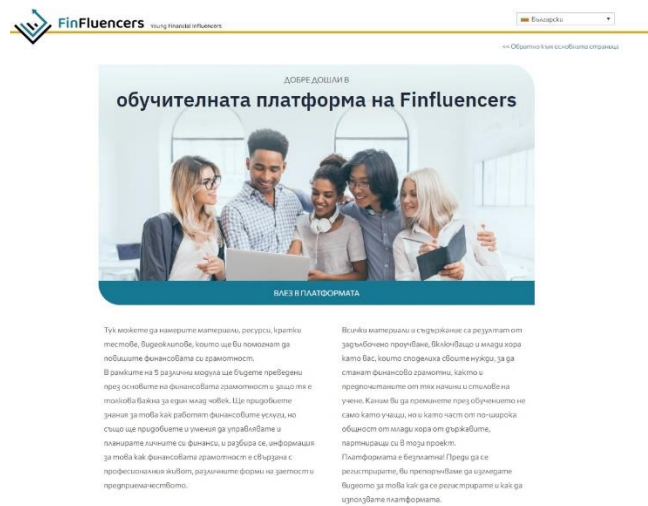 FinFluencers Young Financial Influencers
Български
<< Обратно към основната страница
ДОБРЕ ДОШЛИ В
обучителната платформа на Finfluencers
ВЛЕЗ В ПЛАТФОРМАТА
Тук можете да намерите материали, ресурси, кратки
тестове, видеоклипове, които ще ви помогнат да
повишите финансовата си грамотност.
В рамките на 5 различни модула ще бъдете преведени
през основите на финансовата грамотност и защо тя е
толкова важна за един млад човек. Ще придобиете
знания за това как работят финансовите услуги, но
също ще придобиете и умения да управлявате и
планирате личните си финанси, и разбира се, информация
за това как финансовата грамотност е свързана с
професионалния живот, различните форми на заетост и
предприемачеството.
Всички материали и съдържание са резултат от
задълбочено проучване, включващо и млади хора
като вас, които споделиха своите нужди, за да
станат финансово грамотни, както и
предпочитаните от тях начини и стилове на
учене. Каним ви да преминете през обучението не
само като учащи, но и като част от по-широка
общност от млади хора от държавите,
партниращи си в този проект.
Платформата е безплатна! Преди да се
регистрирате, ви препоръчваме да изгледате
видеото за това как да се регистрирате и как да
използвате платформата.